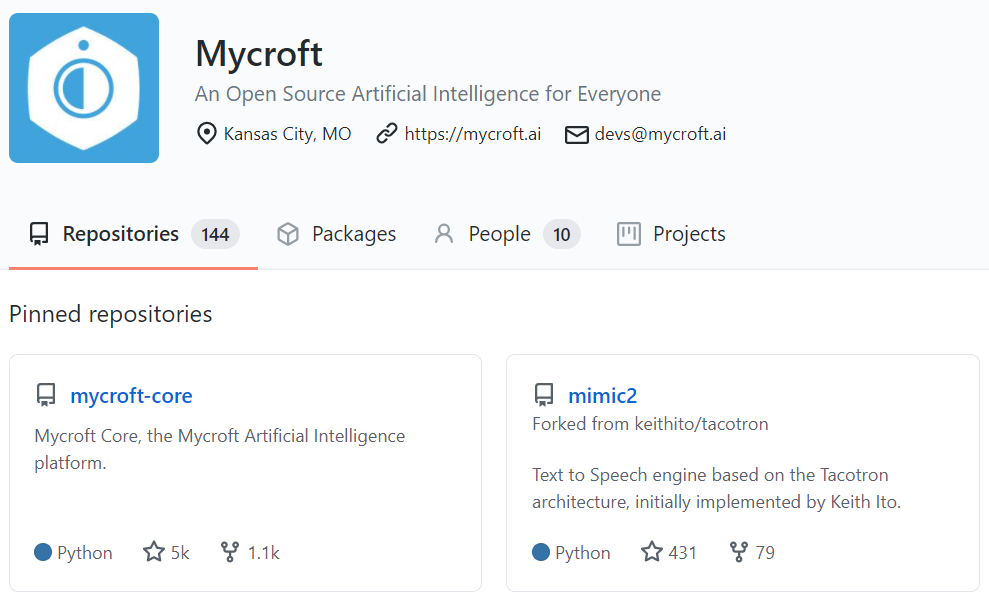 Mycroft
An Open Source Artificial Intelligence for Everyone
Kansas City, MO https://mycroft.ai devs@mycroft.ai
Repositories 144 Packages People 10 Projects
Pinned repositories
mycroft-core
Mycroft Core, the Mycroft Artificial Intelligence
platform.
Python 5k 1.1k
mimic2
Forked from keithito/tacotron
Text to Speech engine based on the Tacotron
architecture, initially implemented by Keith Ito.
Python 431 79